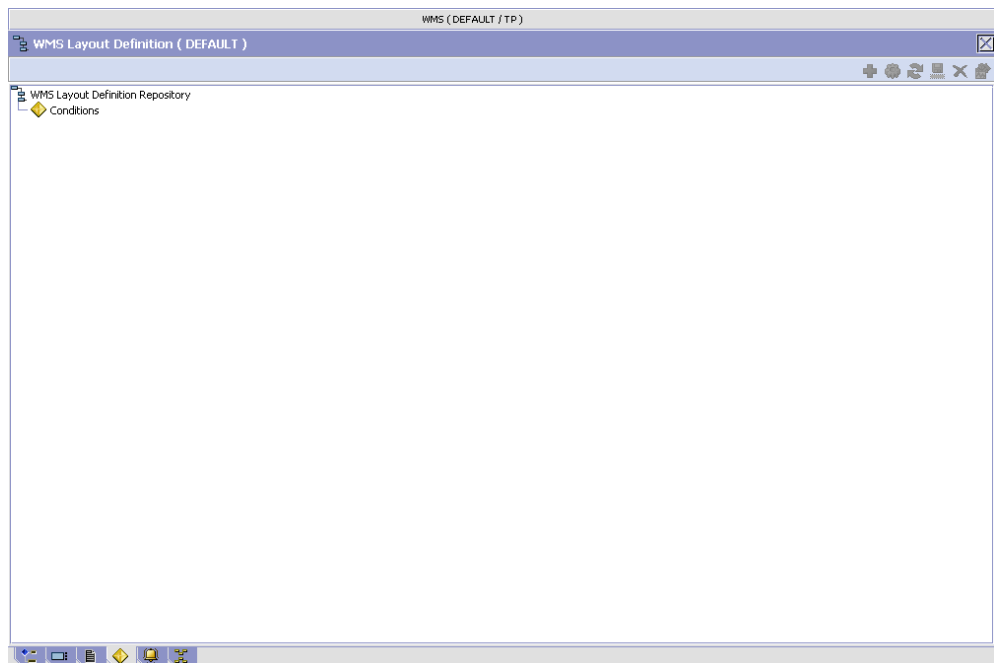 WMS ( DEFAULT / TP )
WMS Layout Definition ( DEFAULT )
WMS Layout Definition Repository
Conditions